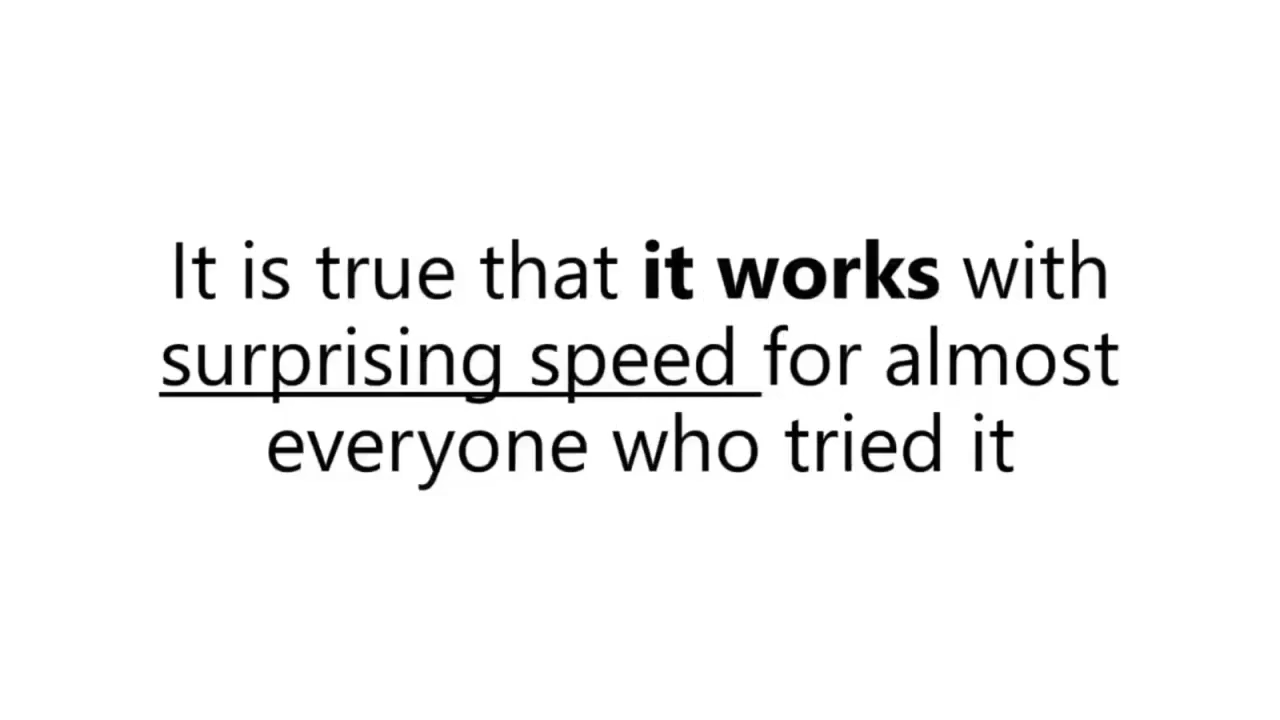 It is true that it works with
surprising speed for almost
everyone who tried it